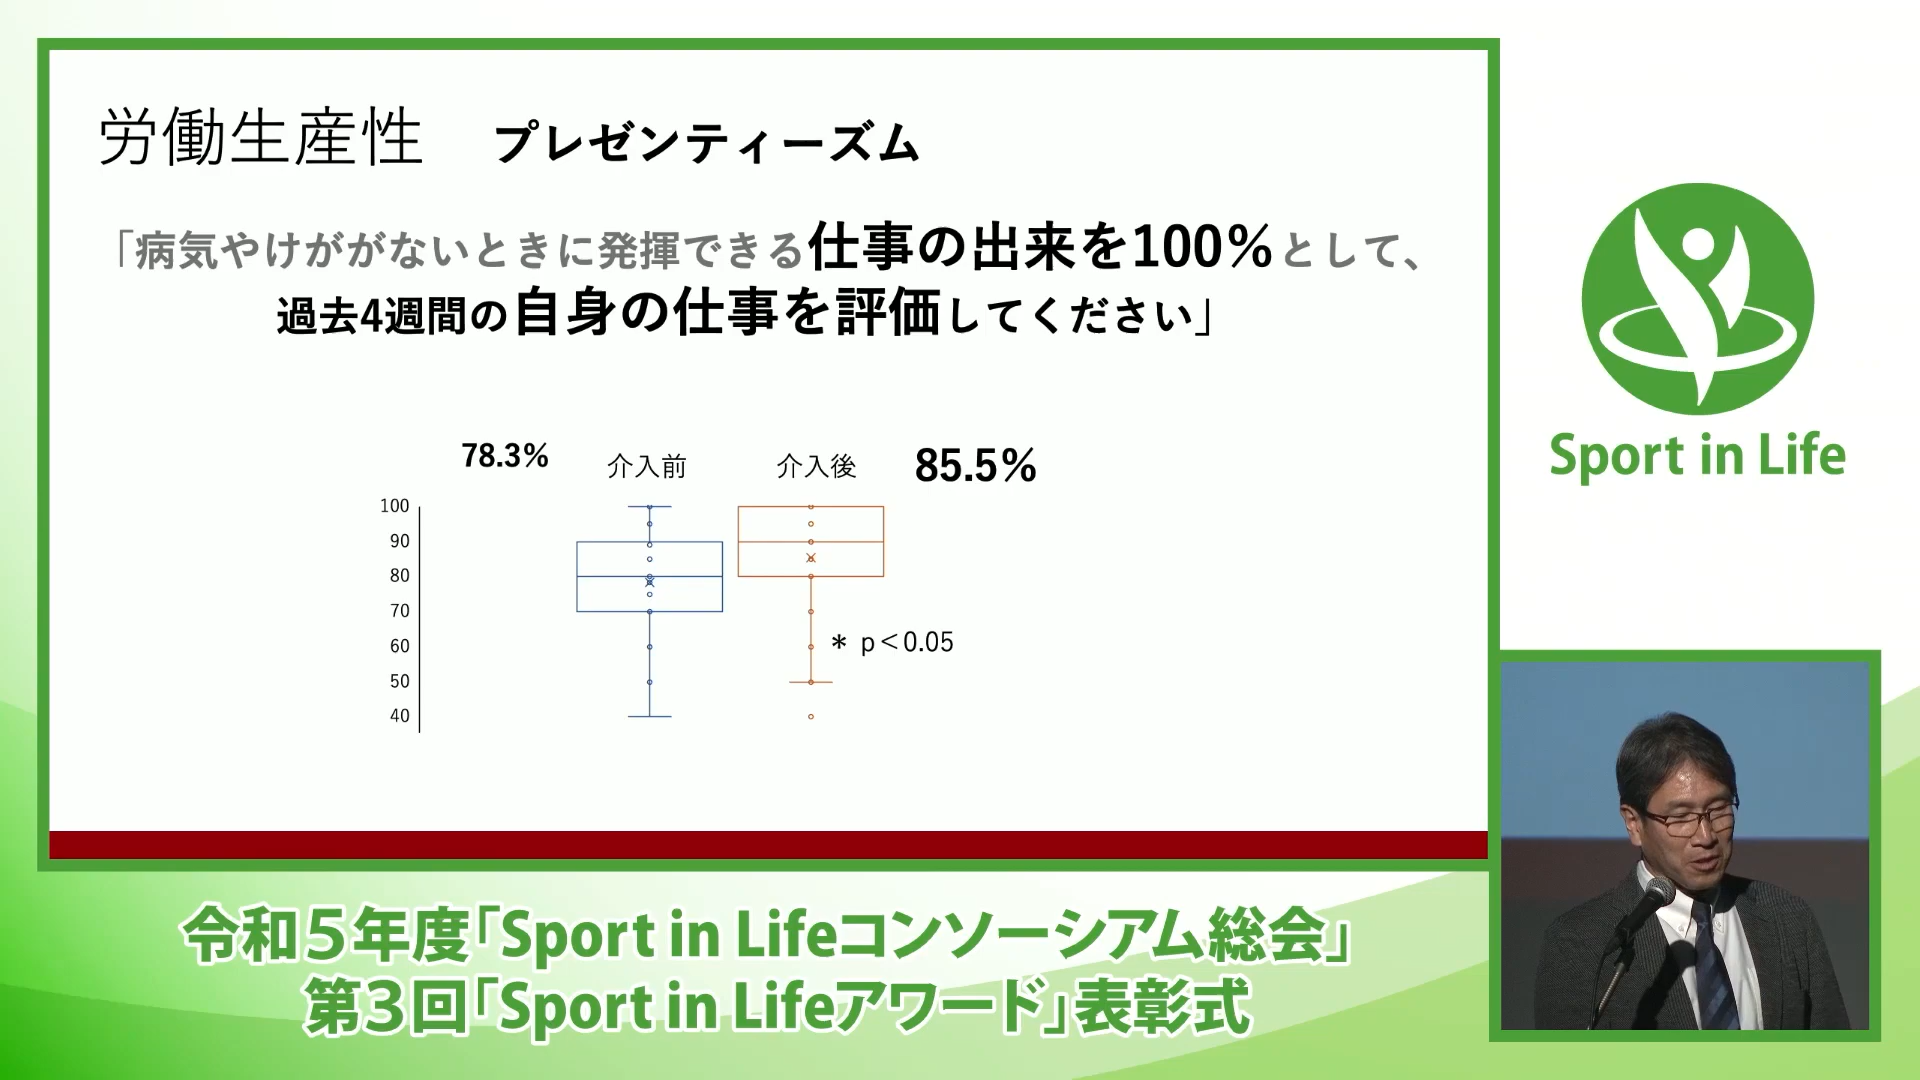 労働生産性 プレゼンティーズム
「病気やけががないときに発揮できる仕事の出来を100%として、
過去4週間の自身の仕事を評価してください」
78.3% 介入前 介入後 85.5%
100
90
80
70
60
50
40
* p<0.05
Sport in Life
令和5年度「Sport in Lifeコンソーシアム総会」
第3回「Sport in Lifeアワード」表彰式